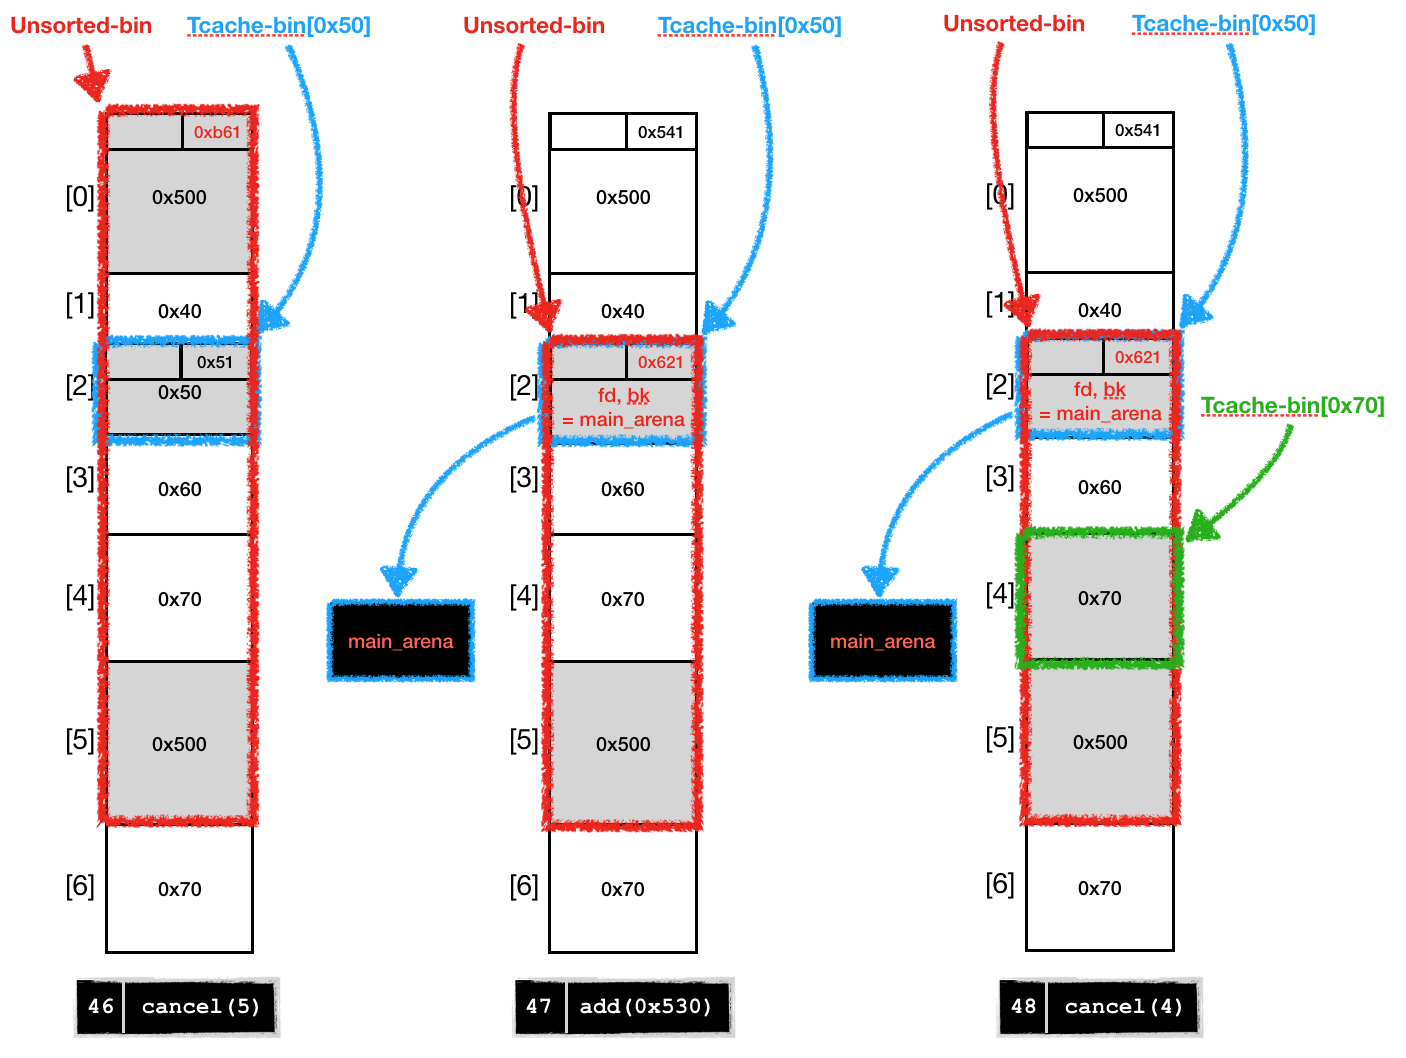 Unsorted-bin
Tcache-bin[0x50]
0xb61
[0]
0x500
[1]
0x40
0x51
[2]
0x50
[3]
0x60
[4]
0x70
[5]
0x500
[6]
0x70
46
cancel(5)
Unsorted-bin
Tcache-bin[0x50]
0x541
[0]
0x500
[1]
0x40
0x621
[2]
fd, bk
= main_arena
[3]
0x60
[4]
0x70
main_arena
[5]
0x500
[6]
0x70
47
add(0x530)
Unsorted-bin
Tcache-bin[0x50]
0x541
[0]
0x500
[1]
0x40
0x621
[2]
fd, bk
= main_arena
Tcache-bin[0x70]
[3]
0x60
[4]
0x70
main_arena
[5]
0x500
[6]
0x70
48
cancel(4)